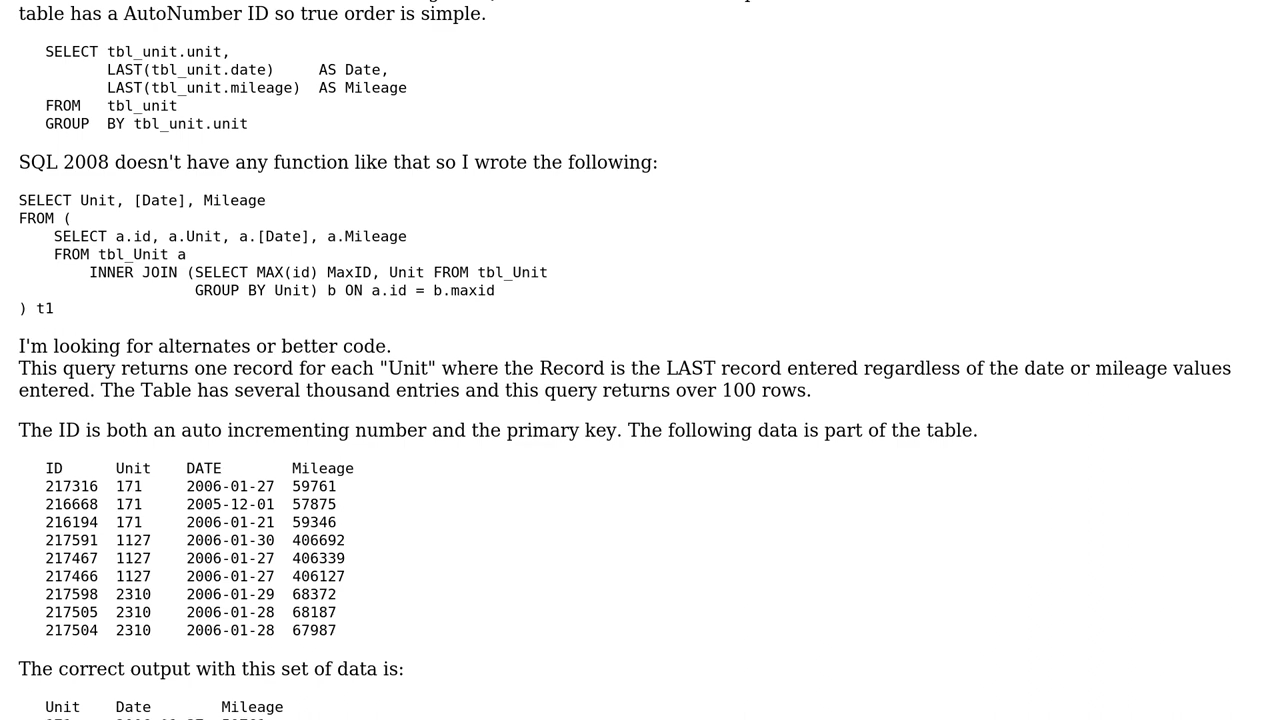 table has a AutoNumber ID so true order is simple.
SELECT tbl_unit.unit,
LAST(tbl_unit.date)     AS Date,
LAST(tbl_unit.mileage)  AS Mileage
FROM   tbl_unit
GROUP  BY tbl_unit.unit
SQL 2008 doesn't have any function like that so I wrote the following:
SELECT Unit, [Date], Mileage
FROM (
SELECT a.id, a.Unit, a.[Date], a.Mileage
FROM tbl_Unit a
INNER JOIN (SELECT MAX(id) MaxID, Unit FROM tbl_Unit
GROUP BY Unit) b ON a.id = b.maxid
) t1
I'm looking for alternates or better code.
This query returns one record for each "Unit" where the Record is the LAST record entered regardless of the date or mileage values
entered. The Table has several thousand entries and this query returns over 100 rows.
The ID is both an auto incrementing number and the primary key. The following data is part of the table.
ID      Unit    DATE        Mileage
217316  171     2006-01-27  59761
216668  171     2005-12-01  57875
216194  171     2006-01-21  59346
217591  1127    2006-01-30  406692
217467  1127    2006-01-27  406339
217466  1127    2006-01-27  406127
217598  2310    2006-01-29  68372
217505  2310    2006-01-28  68187
217504  2310    2006-01-28  67987
The correct output with this set of data is:
Unit    Date        Mileage